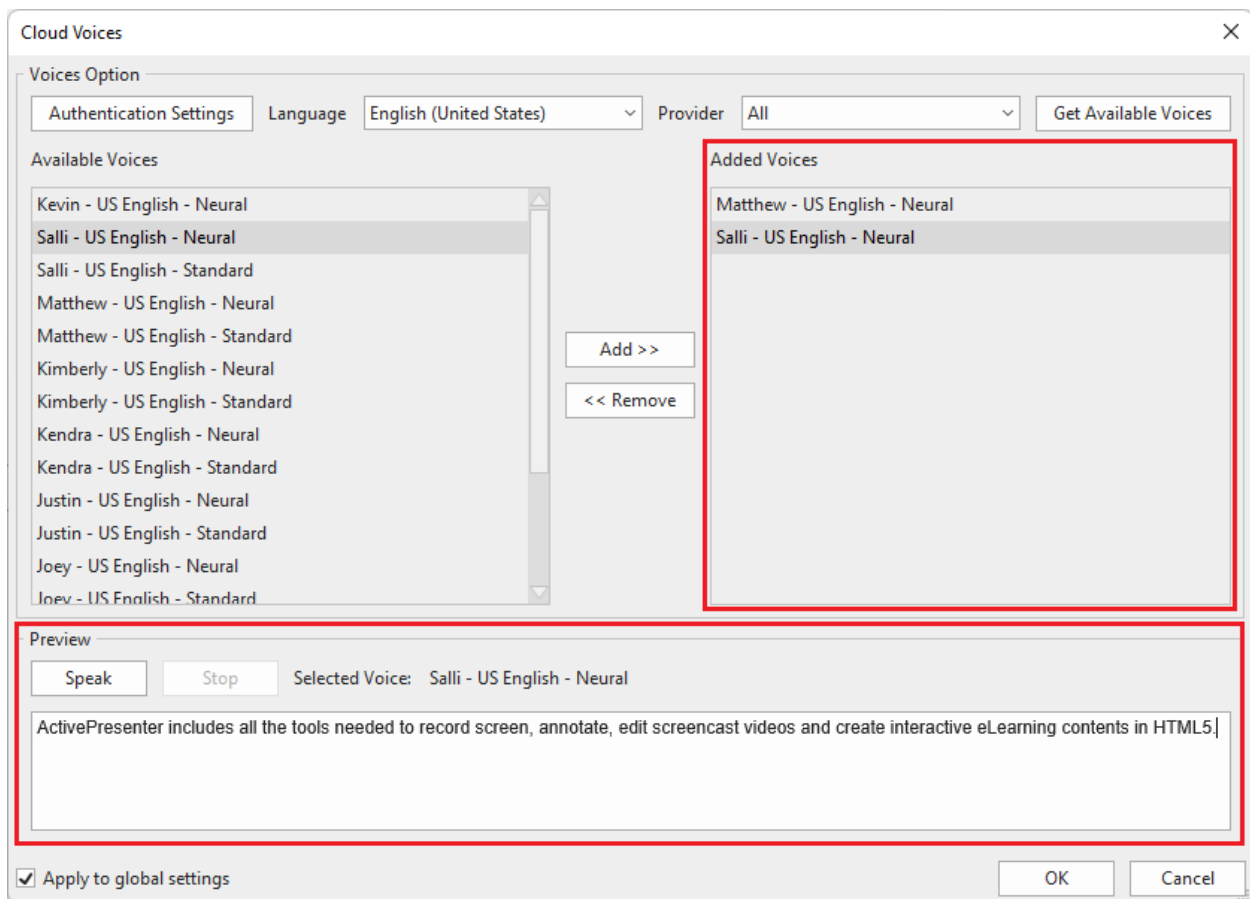 Cloud Voices
Voices Option
Authentication Settings Language English (United States) Provider All Get Available Voices
Available Voices
Kevin - US English - Neural
Salli - US English - Neural
Salli - US English - Standard
Matthew - US English - Neural
Matthew - US English - Standard
Kimberly - US English - Neural
Kimberly - US English - Standard
Kendra - US English - Neural
Kendra - US English - Standard
Justin - US English - Neural
Justin - US English - Standard
Joey - US English - Neural
Joey - US English - Standard
Add >>
<< Remove
Added Voices
Matthew - US English - Neural
Salli - US English - Neural
Preview
Speak Stop Selected Voice: Salli - US English - Neural
ActivePresenter includes all the tools needed to record screen, annotate, edit screencast videos and create interactive eLearning contents in HTML5.
Apply to global settings OK Cancel